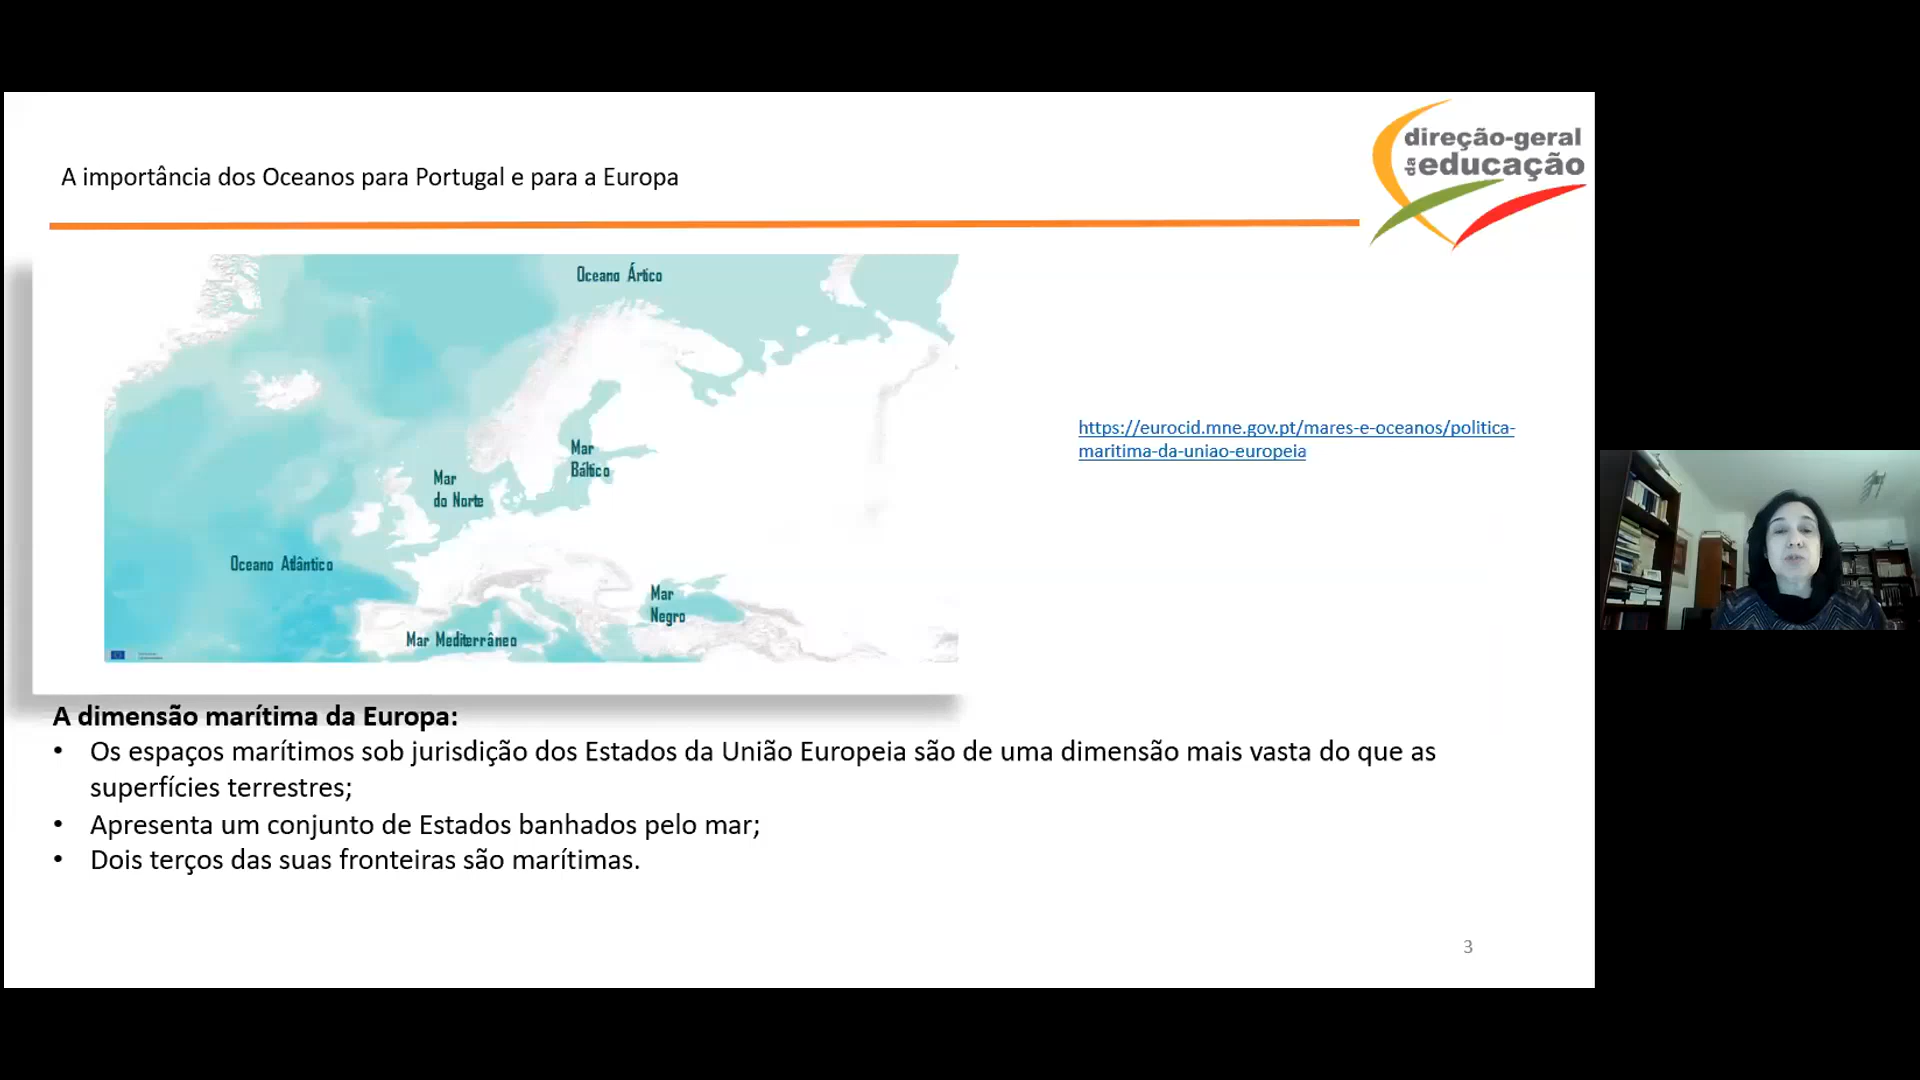 direção-geral
da educação
A importância dos Oceanos para Portugal e para a Europa
Oceano Ártico
Mar
Báltico
Mar
do Norte
Oceano Atlântico
Mar
Negro
Mar Mediterrâneo
https://eurocid.mne.gov.pt/mares-e-oceanos/politica-
maritima-da-uniao-europeia
A dimensão marítima da Europa:
• Os espaços marítimos sob jurisdição dos Estados da União Europeia são de uma dimensão mais vasta do que as
superfícies terrestres;
• Apresenta um conjunto de Estados banhados pelo mar;
• Dois terços das suas fronteiras são marítimas.
3